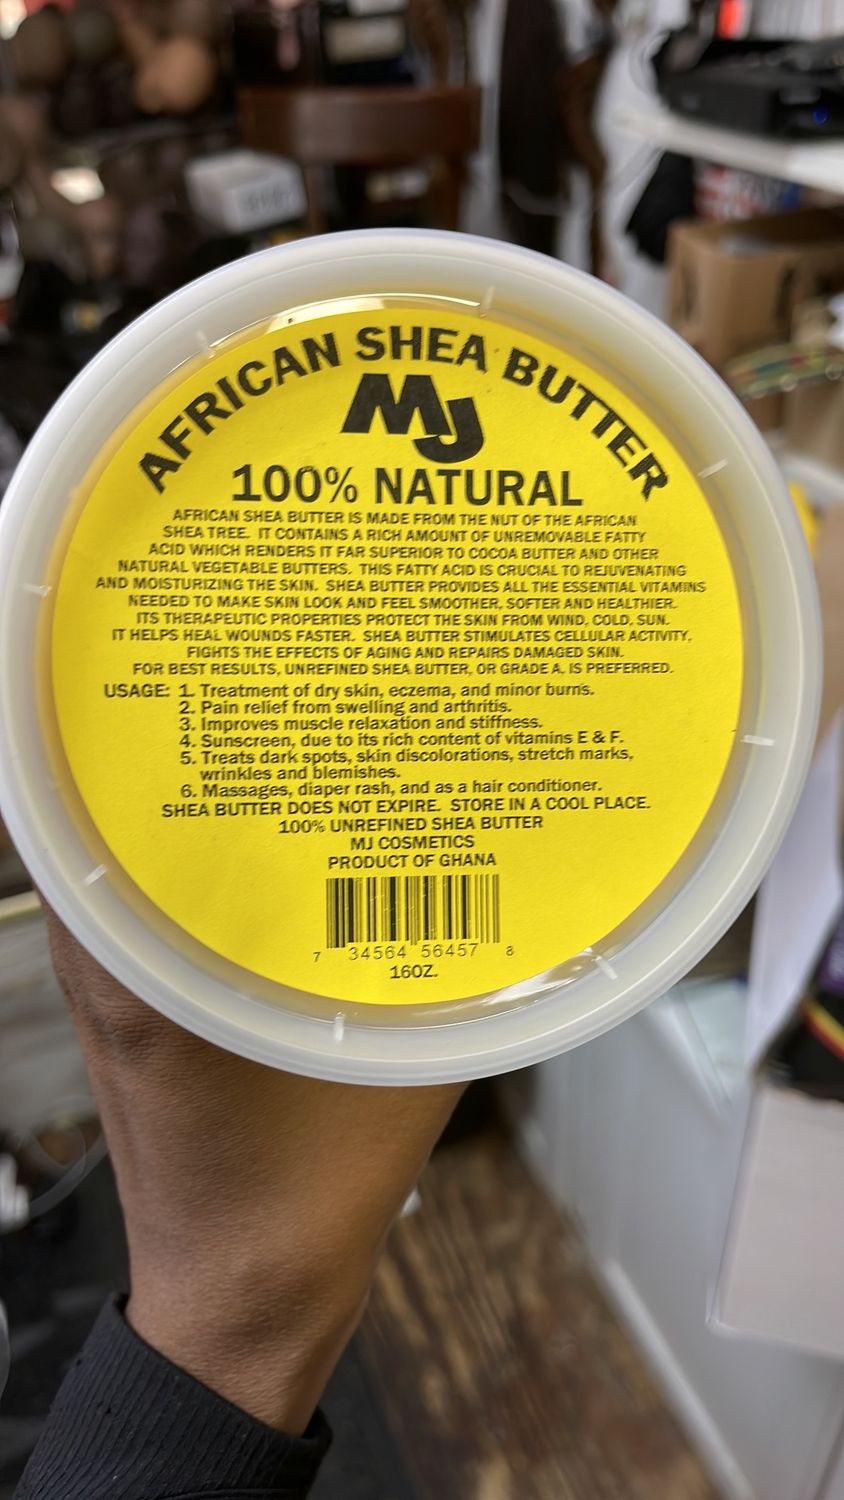 AFRICAN SHEA BUTTER
MJ
100% NATURAL
AFRICAN SHEA BUTTER IS MADE FROM THE NUT OF THE AFRICAN
SHEA TREE. IT CONTAINS A RICH AMOUNT OF UNREMOVABLE FATTY
ACID WHICH RENDERS IT FAR SUPERIOR TO COCOA BUTTER AND OTHER
NATURAL VEGETABLE BUTTERS. THIS FATTY ACID IS CRUCIAL TO REJUVENATING
AND MOISTURIZING THE SKIN. SHEA BUTTER PROVIDES ALL THE ESSENTIAL VITAMINS
NEEDED TO MAKE SKIN LOOK AND FEEL SMOOTHER, SOFTER AND HEALTHIER.
ITS THERAPEUTIC PROPERTIES PROTECT THE SKIN FROM WIND, COLD, SUN.
IT HELPS HEAL WOUNDS FASTER. SHEA BUTTER STIMULATES CELLULAR ACTIVITY,
FIGHTS THE EFFECTS OF AGING AND REPAIRS DAMAGED SKIN.
FOR BEST RESULTS, UNREFINED SHEA BUTTER, OR GRADE A, IS PREFERRED.
USAGE: 1. Treatment of dry skin, eczema, and minor burns.
2. Pain relief from swelling and arthritis.
3. Improves muscle relaxation and stiffness.
4. Sunscreen, due to its rich content of vitamins E & F.
5. Treats dark spots, skin discolorations, stretch marks,
wrinkles and blemishes.
6. Massages, diaper rash, and as a hair conditioner.
SHEA BUTTER DOES NOT EXPIRE. STORE IN A COOL PLACE.
100% UNREFINED SHEA BUTTER
MJ COSMETICS
PRODUCT OF GHANA
7 34564 56457 8
16OZ.